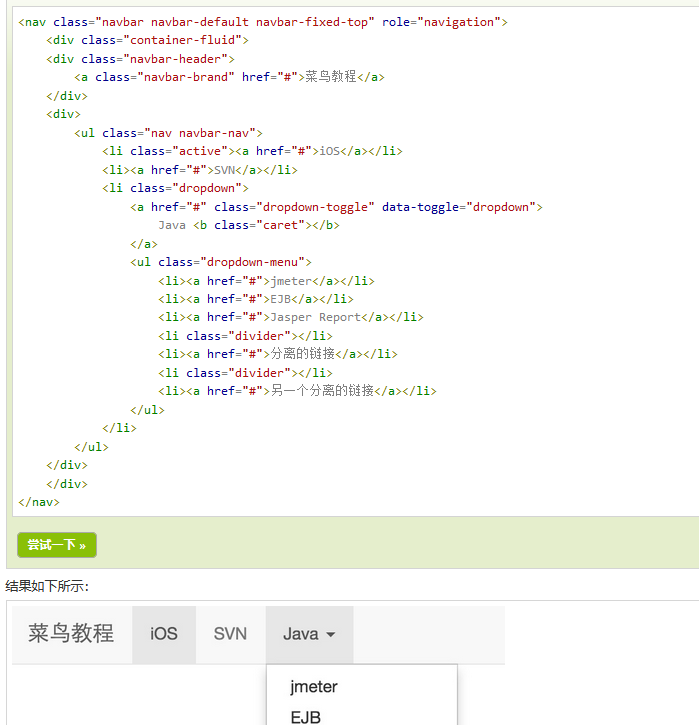 <nav class="navbar navbar-default navbar-fixed-top" role="navigation">
    <div class="container-fluid">
    <div class="navbar-header">
        <a class="navbar-brand" href="#">菜鸟教程</a>
    </div>
    <div>
        <ul class="nav navbar-nav">
            <li class="active"><a href="#">iOS</a></li>
            <li><a href="#">SVN</a></li>
            <li class="dropdown">
                <a href="#" class="dropdown-toggle" data-toggle="dropdown">
                    Java <b class="caret"></b>
                </a>
                <ul class="dropdown-menu">
                    <li><a href="#">jmeter</a></li>
                    <li><a href="#">EJB</a></li>
                    <li><a href="#">Jasper Report</a></li>
                    <li class="divider"></li>
                    <li><a href="#">分离的链接</a></li>
                    <li class="divider"></li>
                    <li><a href="#">另一个分离的链接</a></li>
                </ul>
            </li>
        </ul>
    </div>
    </div>
</nav>
尝试一下 »
结果如下所示:
菜鸟教程 iOS SVN Java
jmeter
EJB